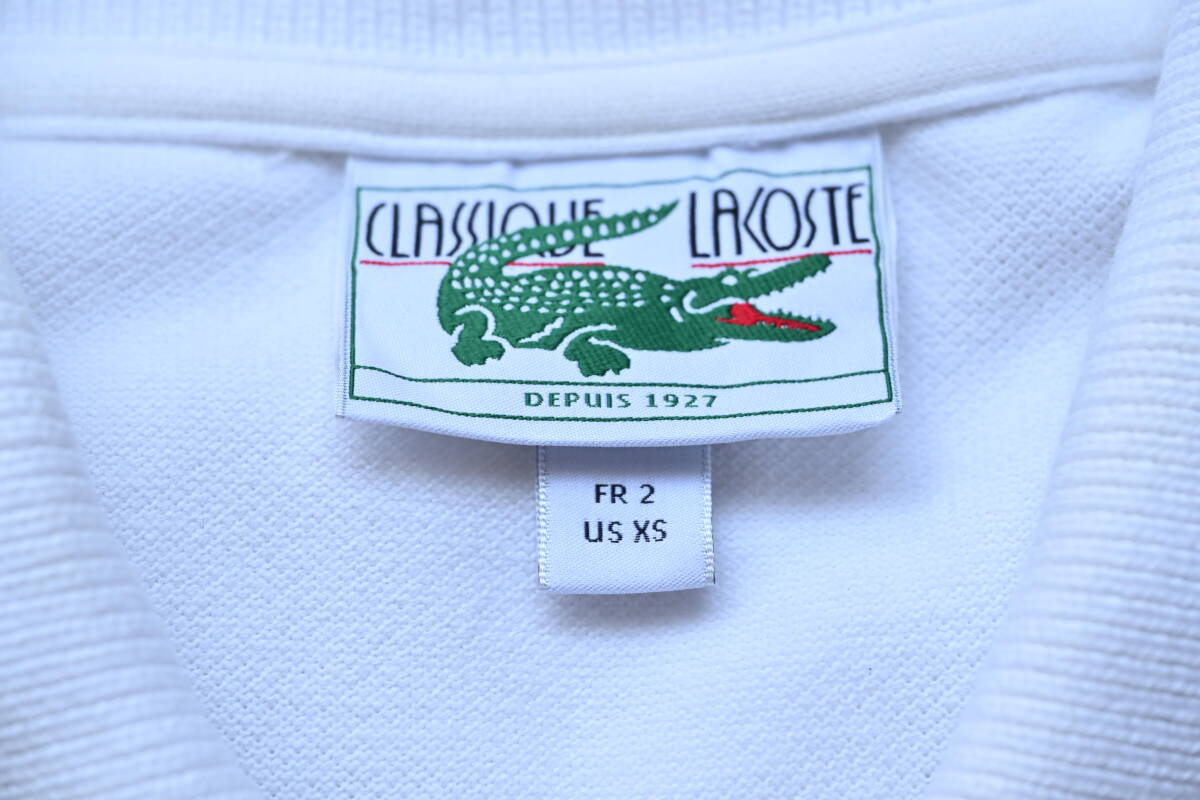 CLASSIQUE LACOSTE
DEPUIS 1927
FR 2
US XS